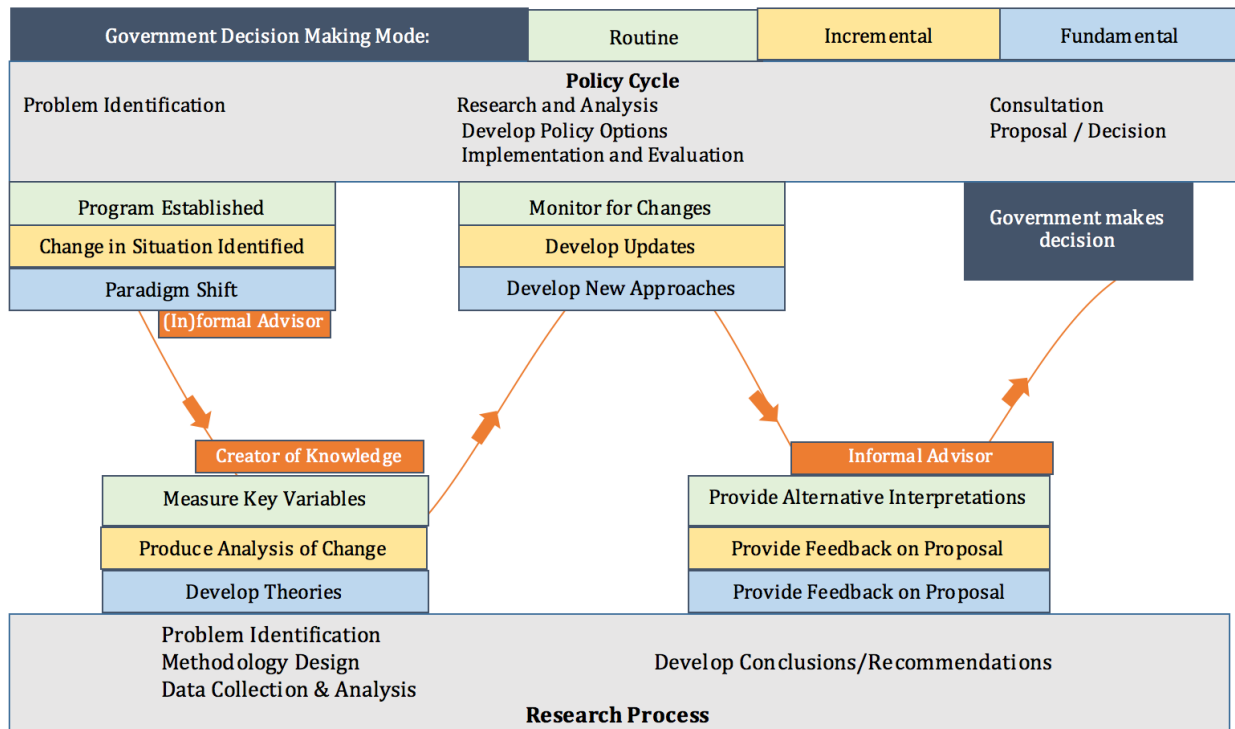 Government Decision Making Mode:
Routine
Incremental
Fundamental
Policy Cycle
Problem Identification
Research and Analysis
Develop Policy Options
Implementation and Evaluation
Consultation
Proposal / Decision
Program Established
Change in Situation Identified
Paradigm Shift
(In)formal Advisor
Monitor for Changes
Develop Updates
Develop New Approaches
Government makes
decision
Creator of Knowledge
Measure Key Variables
Produce Analysis of Change
Develop Theories
Informal Advisor
Provide Alternative Interpretations
Provide Feedback on Proposal
Provide Feedback on Proposal
Problem Identification
Methodology Design
Data Collection & Analysis
Develop Conclusions/Recommendations
Research Process